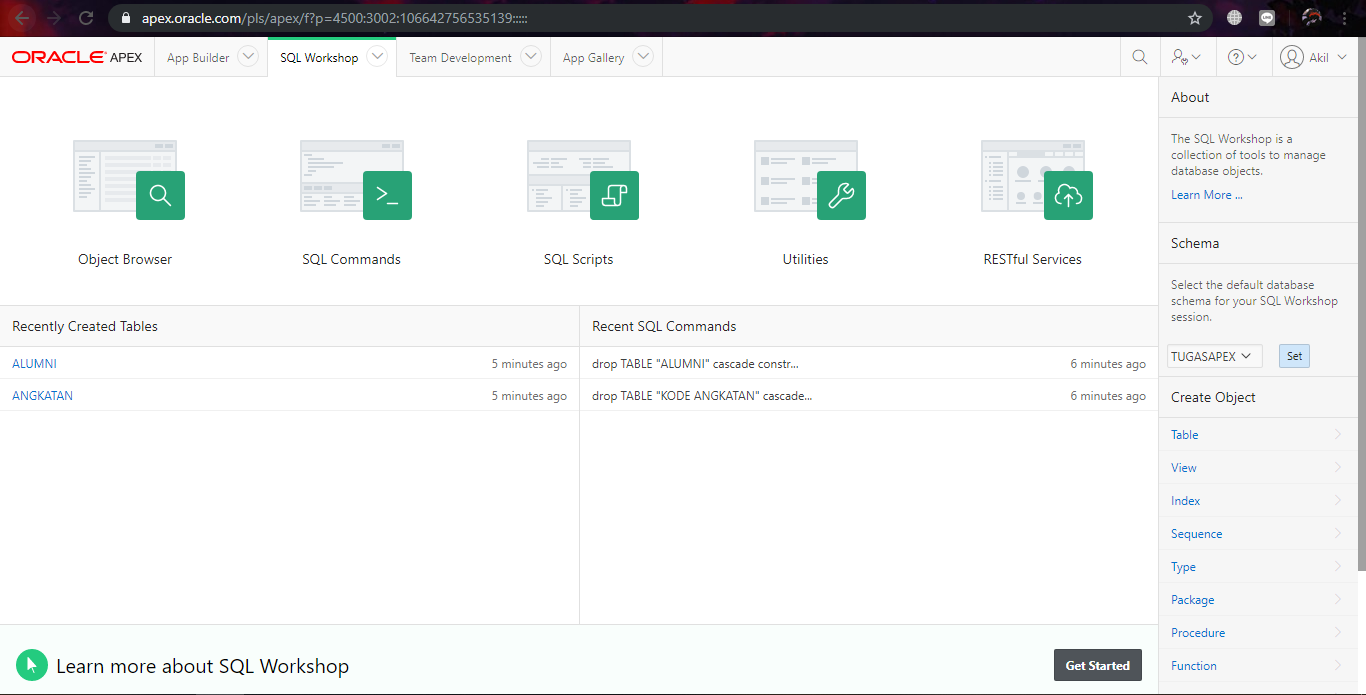 apex.oracle.com/pls/apex/f?p=4500:3002:106642756535139:::::
ORACLE APEX
App Builder
SQL Workshop
Team Development
App Gallery
Akil
Object Browser
SQL Commands
SQL Scripts
Utilities
RESTful Services
Recently Created Tables
ALUMNI 5 minutes ago
ANGKATAN 5 minutes ago
Recent SQL Commands
drop TABLE "ALUMNI" cascade constr... 6 minutes ago
drop TABLE "KODE ANGKATAN" cascade... 6 minutes ago
Learn more about SQL Workshop
Get Started
About
The SQL Workshop is a
collection of tools to manage
database objects.
Learn More ...
Schema
Select the default database
schema for your SQL Workshop
session.
TUGASAPEX
Set
Create Object
Table
View
Index
Sequence
Type
Package
Procedure
Function